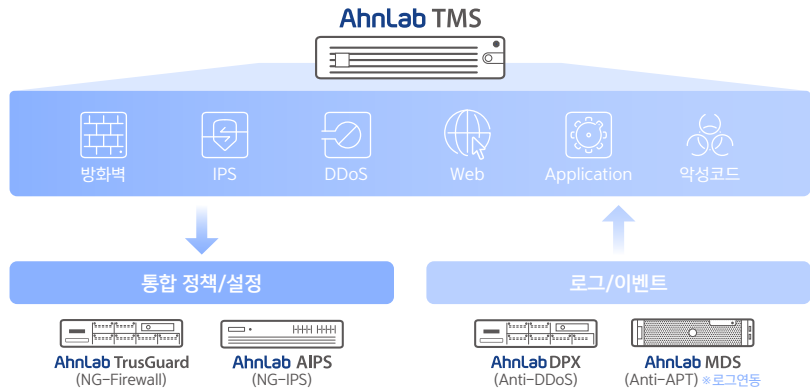 AhnLab TMS
방화벽 IPS DDoS Web Application 악성코드
통합 정책/설정 로그/이벤트
AhnLab TrusGuard AhnLab AIPS AhnLab DPX AhnLab MDS
(NG-Firewall) (NG-IPS) (Anti-DDoS) (Anti-APT) ※로그연동